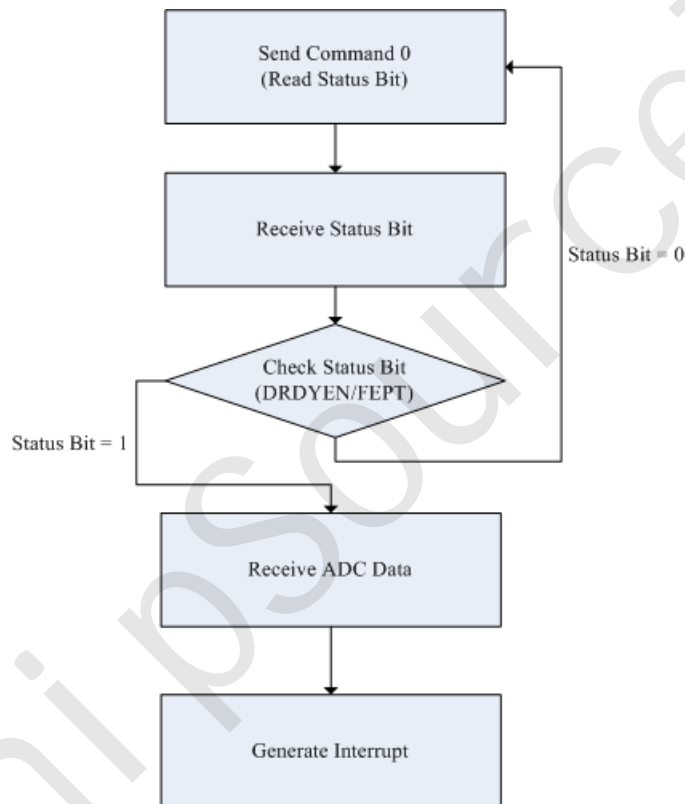 Send Command 0
(Read Status Bit)
Receive Status Bit
Status Bit = 0
Check Status Bit
(DRDYEN/FEPT)
Status Bit = 1
Receive ADC Data
Generate Interrupt